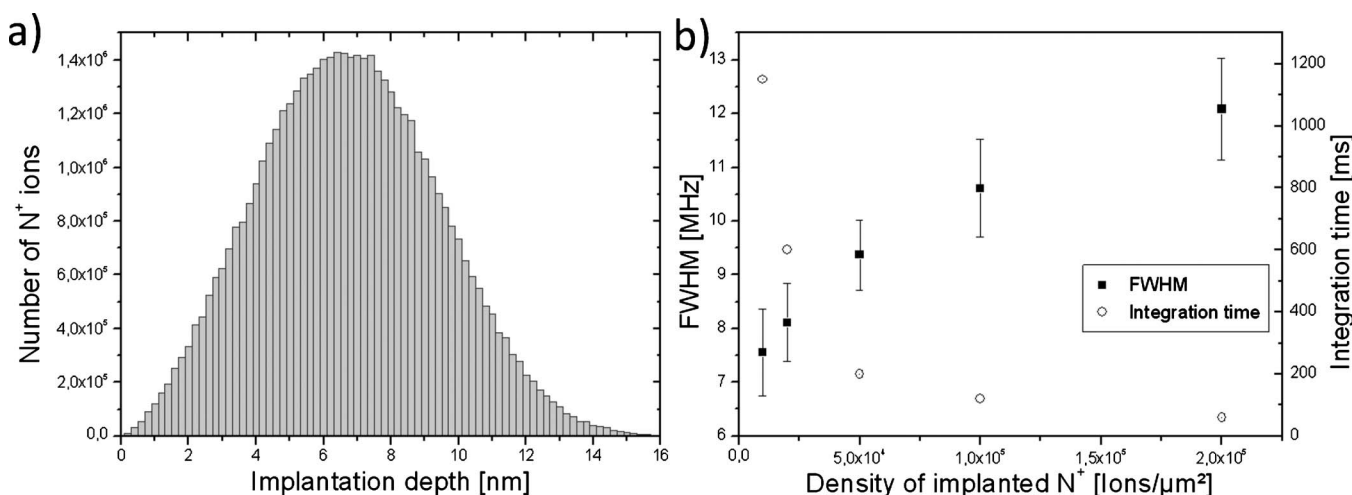 a)
Number of N⁺ ions
1,4x10⁶
1,2x10⁶
1,0x10⁶
8,0x10⁵
6,0x10⁵
4,0x10⁵
2,0x10⁵
0,0
0 2 4 6 8 10 12 14 16
Implantation depth [nm]
b)
FWHM [MHz]
13
12
11
10
9
8
7
6
0,0 5,0x10⁴ 1,0x10⁵ 1,5x10⁵ 2,0x10⁵
Density of implanted N⁺ [Ions/µm²]
FWHM
Integration time
1200
1000
800
600
400
200
0
Integration time [ms]